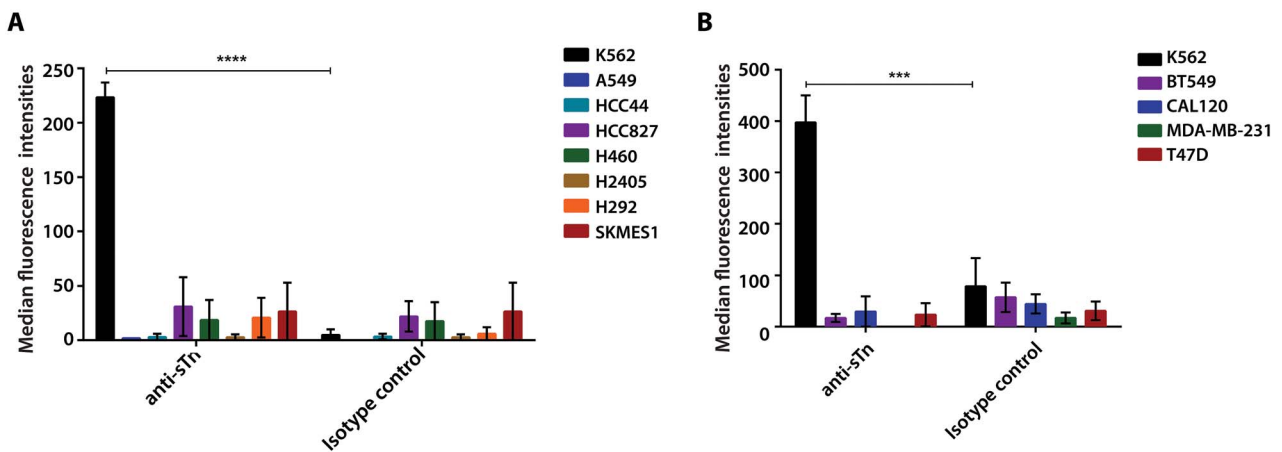 A
B
****
***
Median fluorescence intensities
250
200
150
100
50
0
anti-sTn
Isotype control
K562
A549
HCC44
HCC827
H460
H2405
H292
SKMES1
Median fluorescence intensities
500
400
300
200
100
0
anti-sTn
Isotype control
K562
BT549
CAL120
MDA-MB-231
T47D